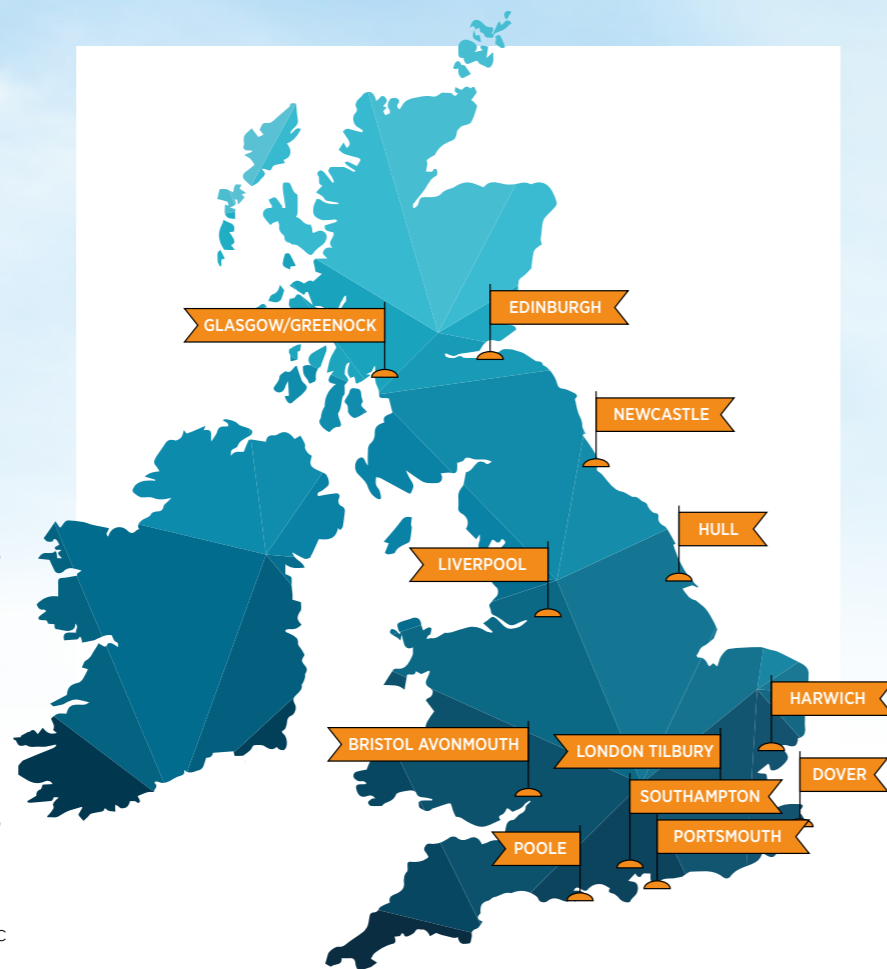 EDINBURGH
GLASGOW/GREENOCK
NEWCASTLE
HULL
LIVERPOOL
HARWICH
BRISTOL AVONMOUTH
LONDON TILBURY
DOVER
SOUTHAMPTON
PORTSMOUTH
POOLE
C